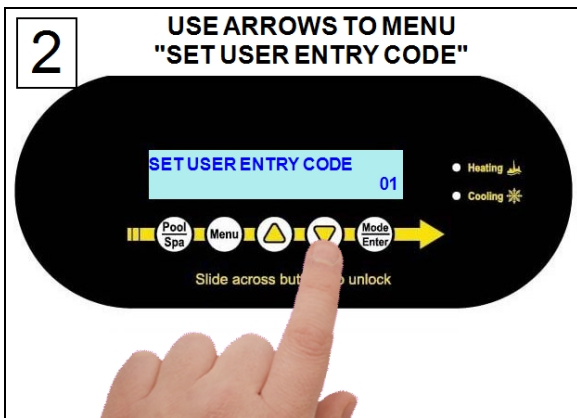 2
USE ARROWS TO MENU
"SET USER ENTRY CODE"
SET USER ENTRY CODE
01
Heating
Cooling
Pool
Spa
Menu
Mode
Enter
Slide across but o unlock